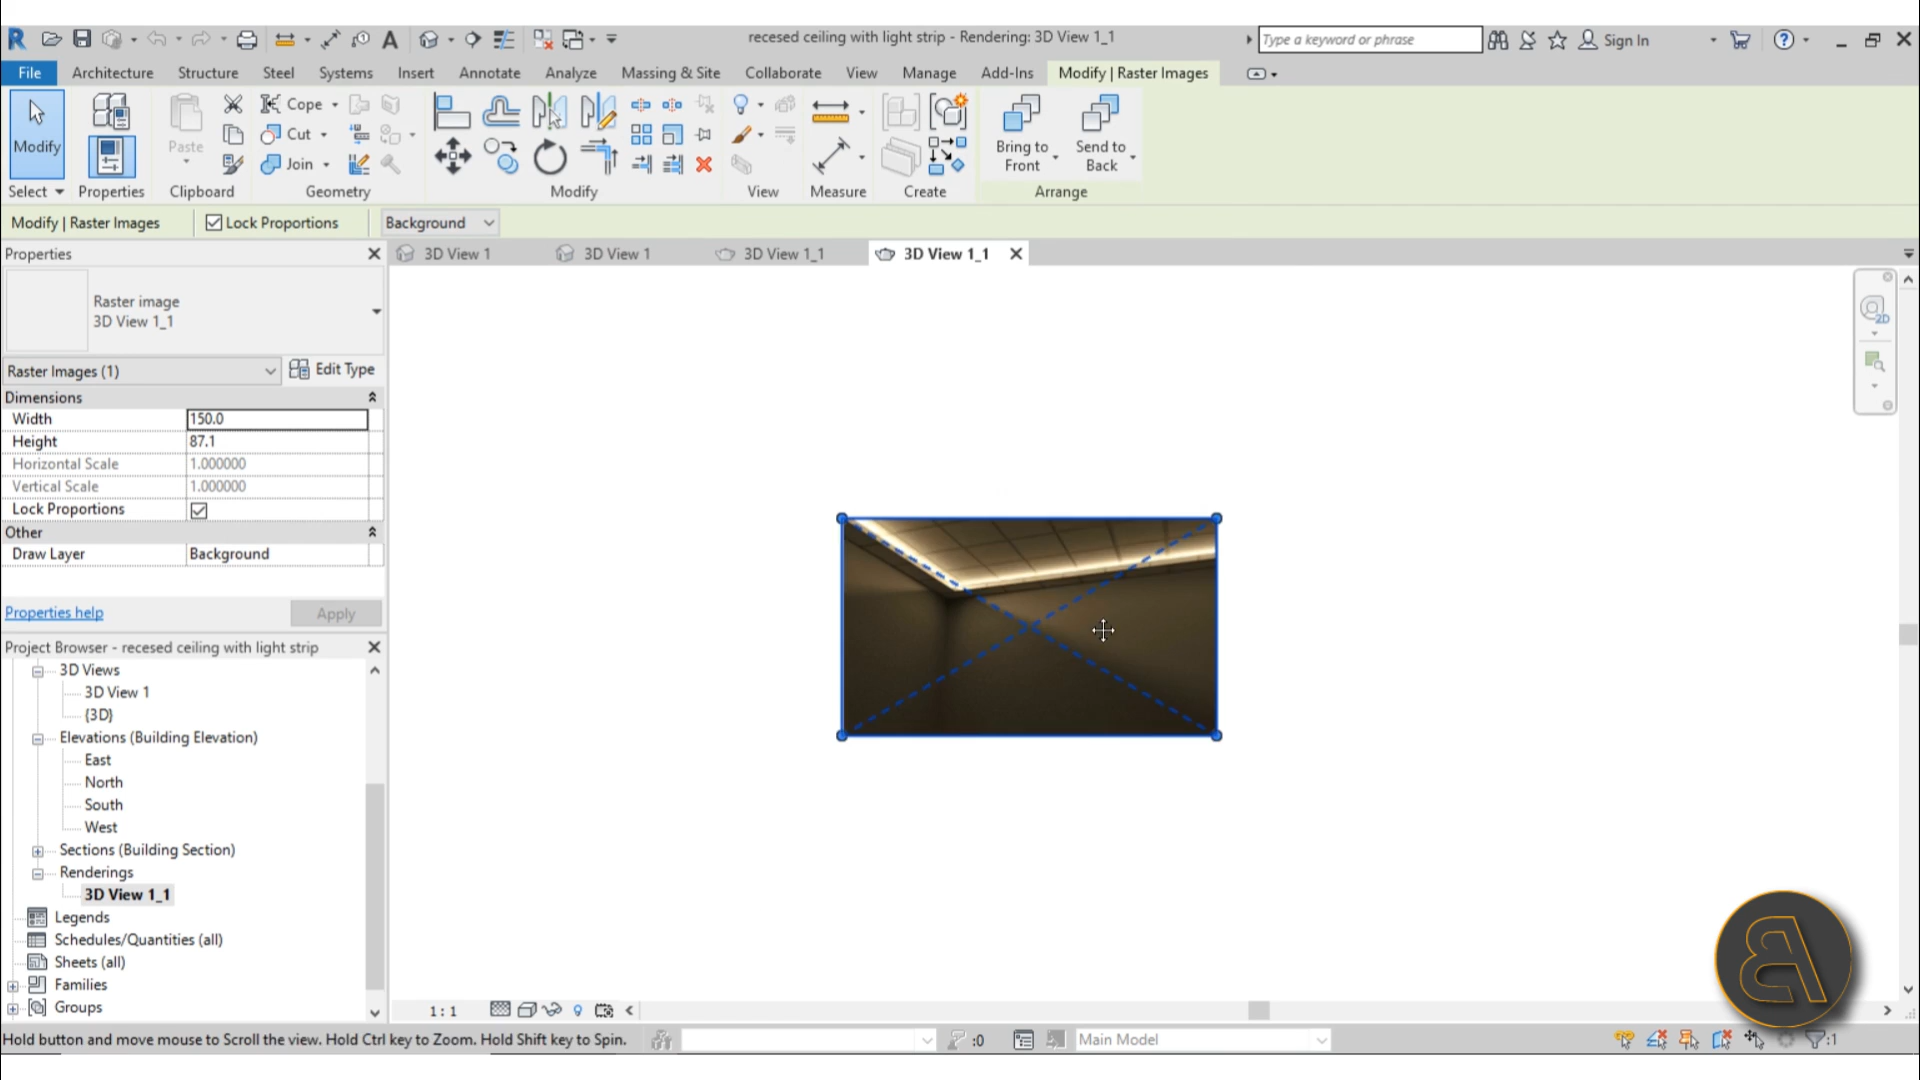 recesed ceiling with light strip - Rendering: 3D View 1_1
Type a keyword or phrase
Sign In
File Architecture Structure Steel Systems Insert Annotate Analyze Massing & Site Collaborate View Manage Add-Ins Modify | Raster Images
Modify
Paste
Cope
Cut
Join
Bring to Front
Send to Back
Select Properties Clipboard Geometry Modify View Measure Create Arrange
Modify | Raster Images Lock Proportions Background
Properties
3D View 1 3D View 1 3D View 1_1 3D View 1_1
Raster image
3D View 1_1
Raster Images (1) Edit Type
Dimensions
Width 150.0
Height 87.1
Horizontal Scale 1.000000
Vertical Scale 1.000000
Lock Proportions
Other
Draw Layer Background
Properties help Apply
Project Browser - recesed ceiling with light strip
3D Views
3D View 1
{3D}
Elevations (Building Elevation)
East
North
South
West
Sections (Building Section)
Renderings
3D View 1_1
Legends
Schedules/Quantities (all)
Sheets (all)
Families
Groups
1 : 1
Hold button and move mouse to Scroll the view. Hold Ctrl key to Zoom. Hold Shift key to Spin.
:0
Main Model
:1
2D